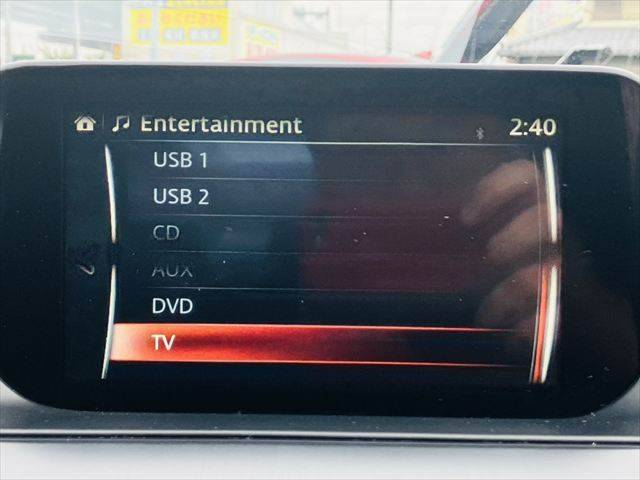 Entertainment
2:40
USB 1
USB 2
CD
AUX
DVD
TV